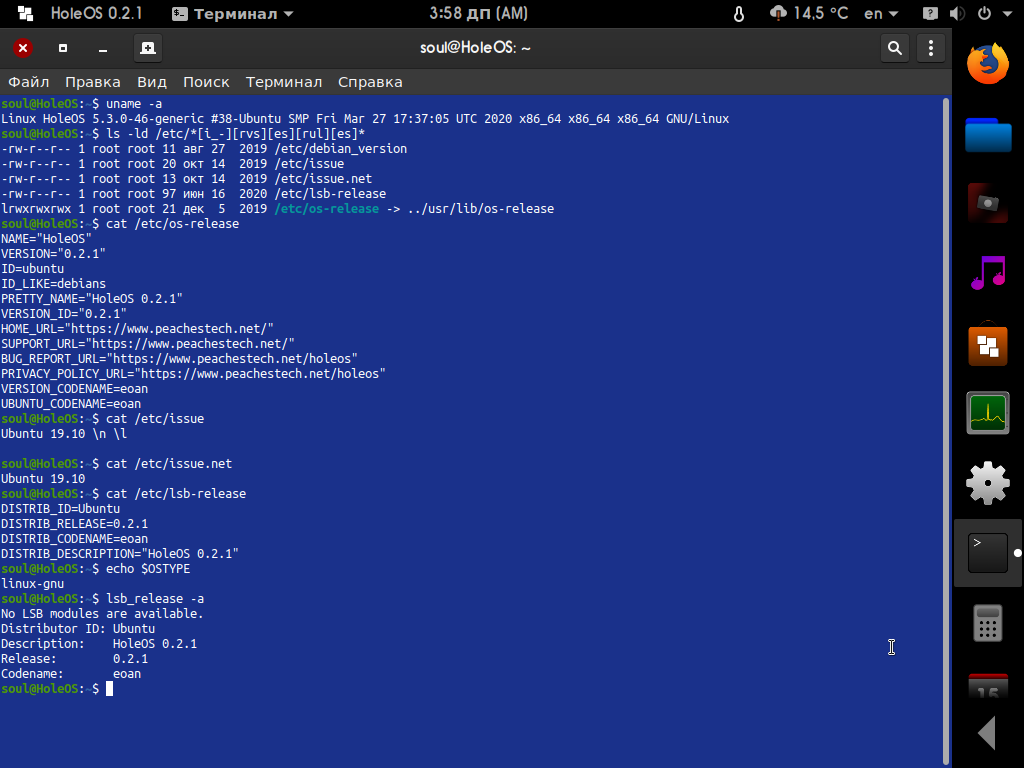 HoleOS 0.2.1 Терминал 3:58 ДП (AM) 14,5 °C en
soul@HoleOS: ~
Файл Правка Вид Поиск Терминал Справка
soul@HoleOS:~$ uname -a
Linux HoleOS 5.3.0-46-generic #38-Ubuntu SMP Fri Mar 27 17:37:05 UTC 2020 x86_64 x86_64 x86_64 GNU/Linux
soul@HoleOS:~$ ls -ld /etc/*[i_-][rvs][es][rul][es]*
-rw-r--r-- 1 root root 11 авг 27  2019 /etc/debian_version
-rw-r--r-- 1 root root 20 окт 14  2019 /etc/issue
-rw-r--r-- 1 root root 13 окт 14  2019 /etc/issue.net
-rw-r--r-- 1 root root 97 июн 16  2020 /etc/lsb-release
lrwxrwxrwx 1 root root 21 дек  5  2019 /etc/os-release -> ../usr/lib/os-release
soul@HoleOS:~$ cat /etc/os-release
NAME="HoleOS"
VERSION="0.2.1"
ID=ubuntu
ID_LIKE=debians
PRETTY_NAME="HoleOS 0.2.1"
VERSION_ID="0.2.1"
HOME_URL="https://www.peachestech.net/"
SUPPORT_URL="https://www.peachestech.net/"
BUG_REPORT_URL="https://www.peachestech.net/holeos"
PRIVACY_POLICY_URL="https://www.peachestech.net/holeos"
VERSION_CODENAME=eoan
UBUNTU_CODENAME=eoan
soul@HoleOS:~$ cat /etc/issue
Ubuntu 19.10 \n \l
soul@HoleOS:~$ cat /etc/issue.net
Ubuntu 19.10
soul@HoleOS:~$ cat /etc/lsb-release
DISTRIB_ID=Ubuntu
DISTRIB_RELEASE=0.2.1
DISTRIB_CODENAME=eoan
DISTRIB_DESCRIPTION="HoleOS 0.2.1"
soul@HoleOS:~$ echo $OSTYPE
linux-gnu
soul@HoleOS:~$ lsb_release -a
No LSB modules are available.
Distributor ID: Ubuntu
Description:    HoleOS 0.2.1
Release:        0.2.1
Codename:       eoan
soul@HoleOS:~$
15